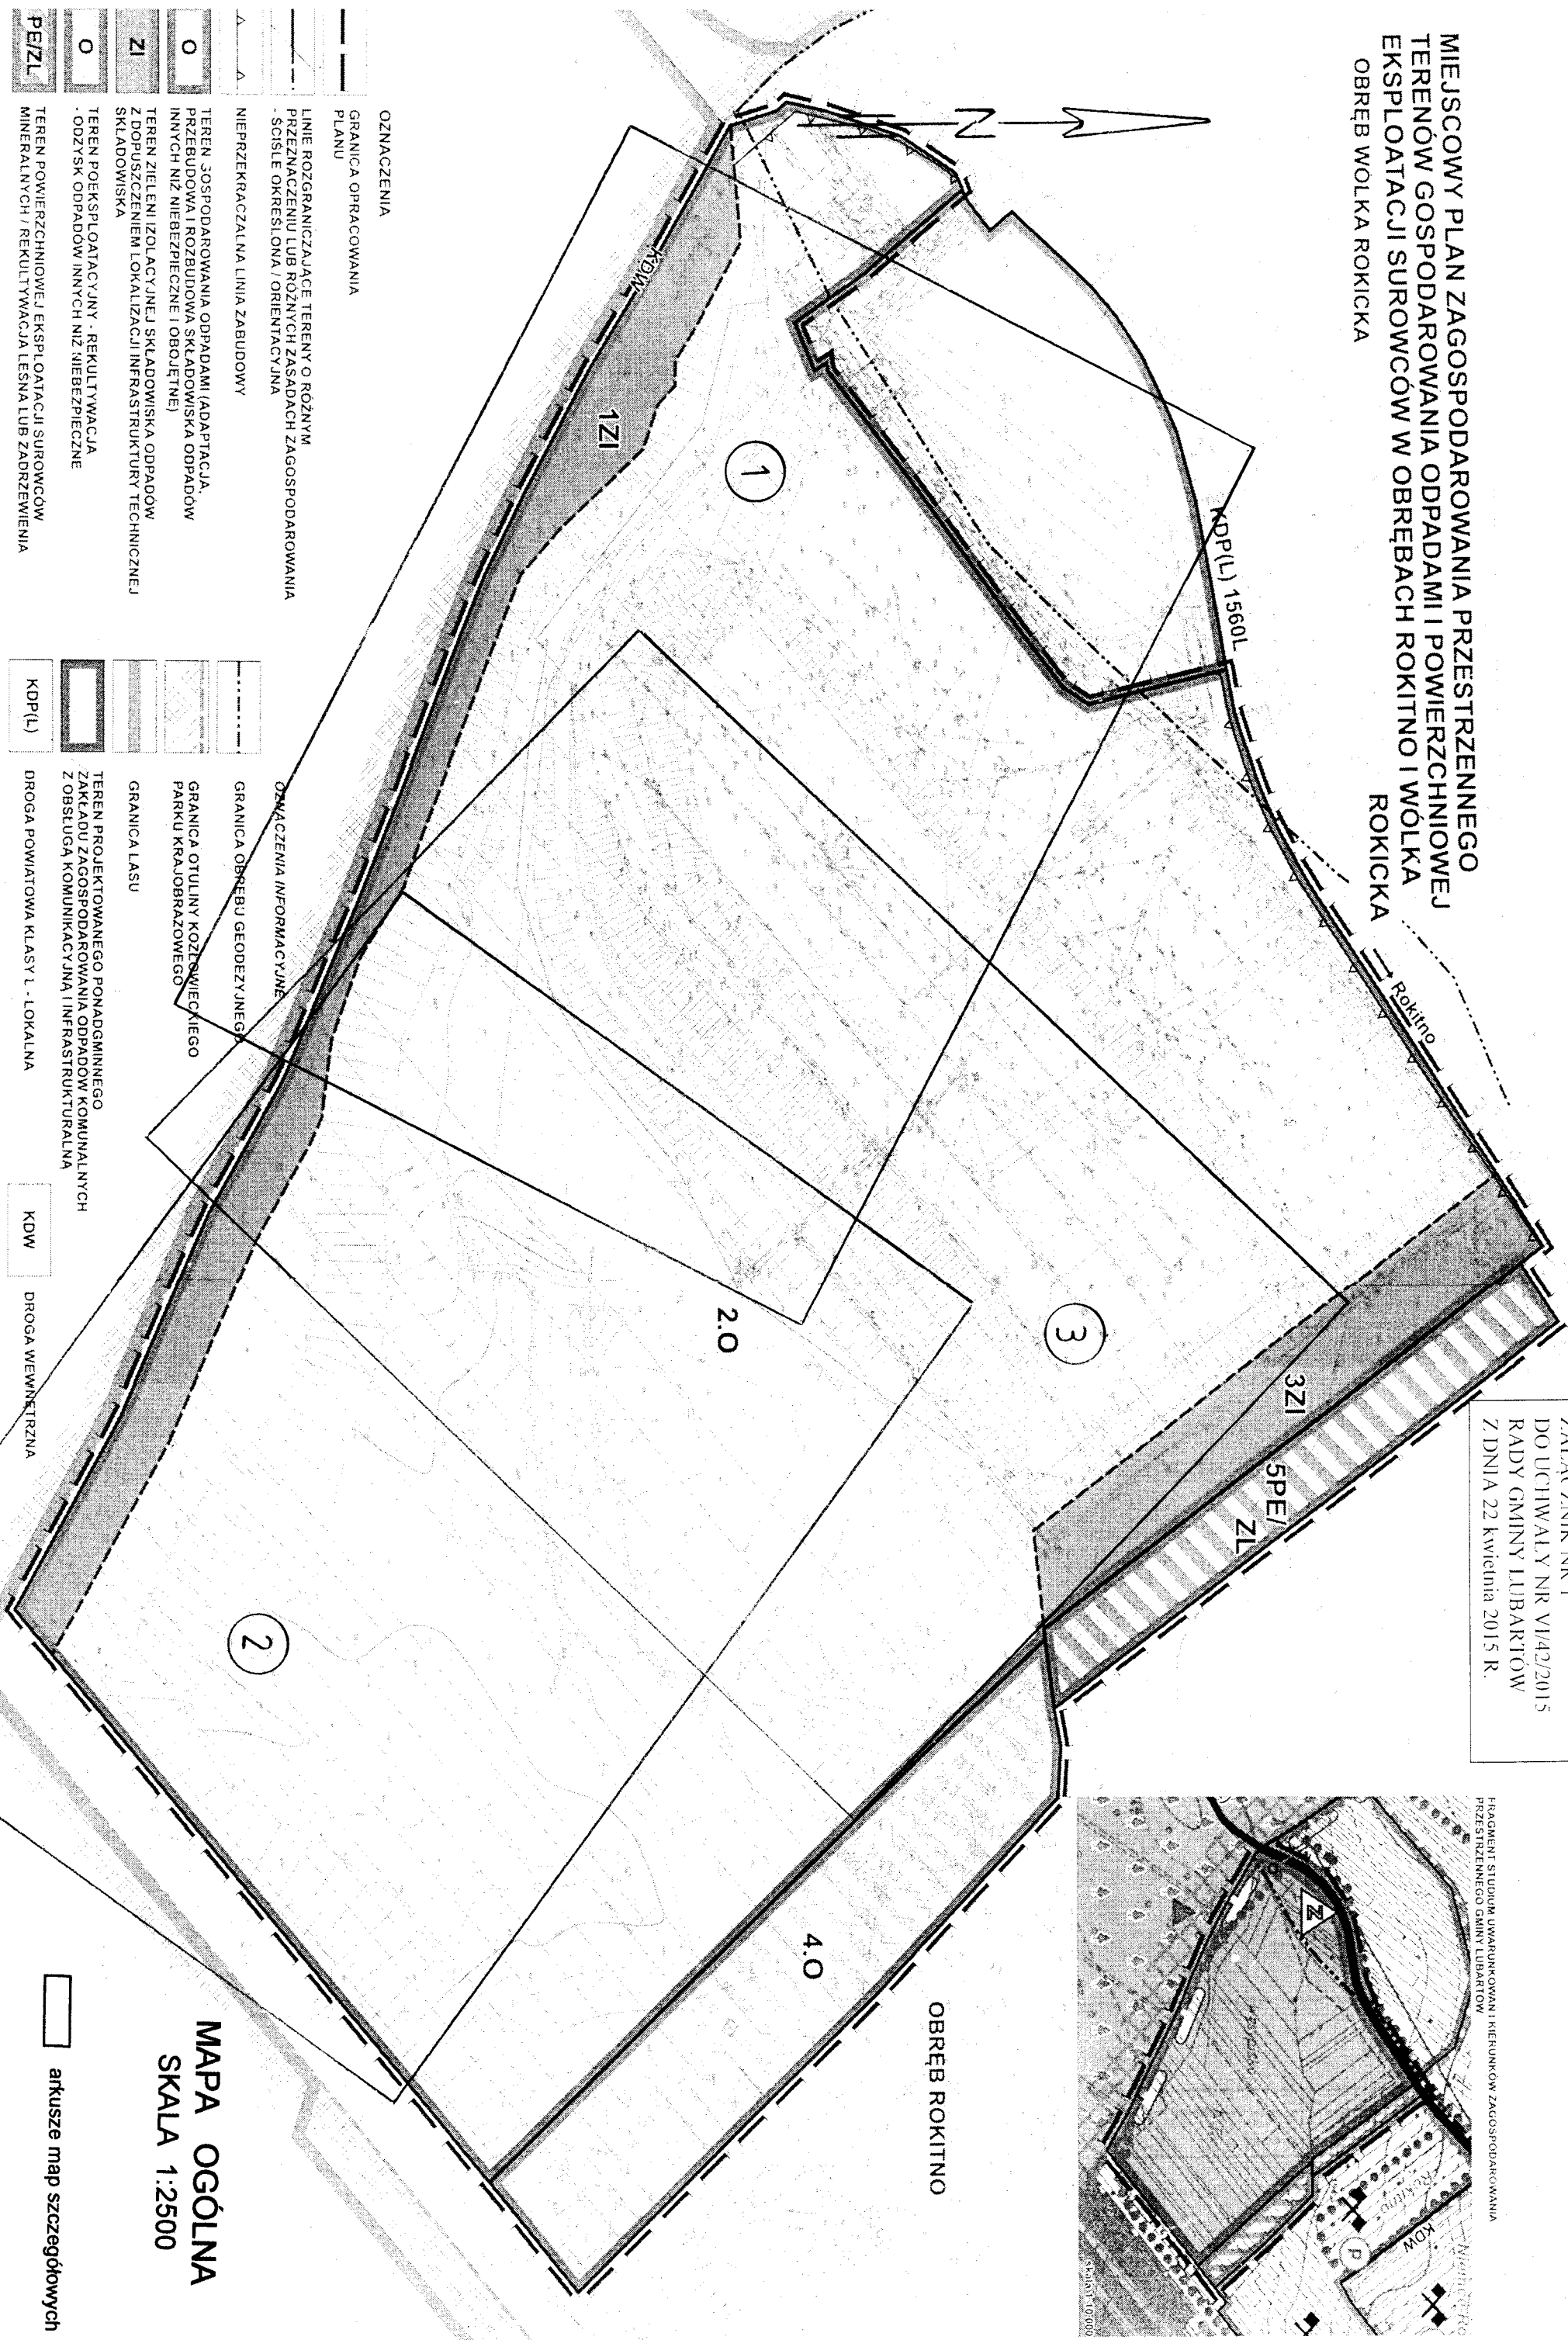 MIEJSCOWY PLAN ZAGOSPODAROWANIA PRZESTRZENNEGO
TERENÓW GOSPODAROWANIA ODPADAMI I POWIERZCHNIOWEJ
EKSPLOATACJI SUROWCÓW W OBRĘBACH ROKITNO I WÓLKA
ROKICKA
OBRĘB WÓLKA ROKICKA
DO UCHWAŁY NR VI/42/2015
RADY GMINY LUBARTÓW
Z DNIA 22 kwietnia 2015 R.
FRAGMENT STUDIUM UWARUNKOWAŃ I KIERUNKÓW ZAGOSPODAROWANIA
PRZESTRZENNEGO GMINY LUBARTÓW
Z
Rokitno
KDW
P
skala 1:10 000
N
KDP(L) 1560L
Rokitno
KDW
1ZI
1
2.O
3
3ZI
5PE/
ZL
2
4.O
OBRĘB ROKITNO
OZNACZENIA
GRANICA OPRACOWANIA
PLANU
LINIE ROZGRANICZAJĄCE TERENY O RÓŻNYM
PRZEZNACZENIU LUB RÓŻNYCH ZASADACH ZAGOSPODAROWANIA
- ŚCIŚLE OKREŚLONA / ORIENTACYJNA
NIEPRZEKRACZALNA LINIA ZABUDOWY
O
TEREN GOSPODAROWANIA ODPADAMI (ADAPTACJA,
PRZEBUDOWA I ROZBUDOWA SKŁADOWISKA ODPADÓW
INNYCH NIŻ NIEBEZPIECZNE I OBOJĘTNE)
ZI
TEREN ZIELENI IZOLACYJNEJ SKŁADOWISKA ODPADÓW
Z DOPUSZCZENIEM LOKALIZACJI INFRASTRUKTURY TECHNICZNEJ
SKŁADOWISKA
O
TEREN POEKSPLOATACYJNY - REKULTYWACJA
- ODZYSK ODPADÓW INNYCH NIŻ NIEBEZPIECZNE
PE/ZL
TEREN POWIERZCHNIOWEJ EKSPLOATACJI SUROWCÓW
MINERALNYCH / REKULTYWACJA LEŚNA LUB ZADRZEWIENIA
OZNACZENIA INFORMACYJNE
GRANICA OBRĘBU GEODEZYJNEGO
GRANICA OTULINY KOZŁOWIECKIEGO
PARKU KRAJOBRAZOWEGO
GRANICA LASU
TEREN PROJEKTOWANEGO PONADGMINNEGO
ZAKŁADU ZAGOSPODAROWANIA ODPADÓW KOMUNALNYCH
Z OBSŁUGĄ KOMUNIKACYJNĄ I INFRASTRUKTURALNĄ
KDP(L)
DROGA POWIATOWA KLASY L - LOKALNA
KDW
DROGA WEWNĘTRZNA
MAPA OGÓLNA
SKALA 1:2500
arkusze map szczegółowych